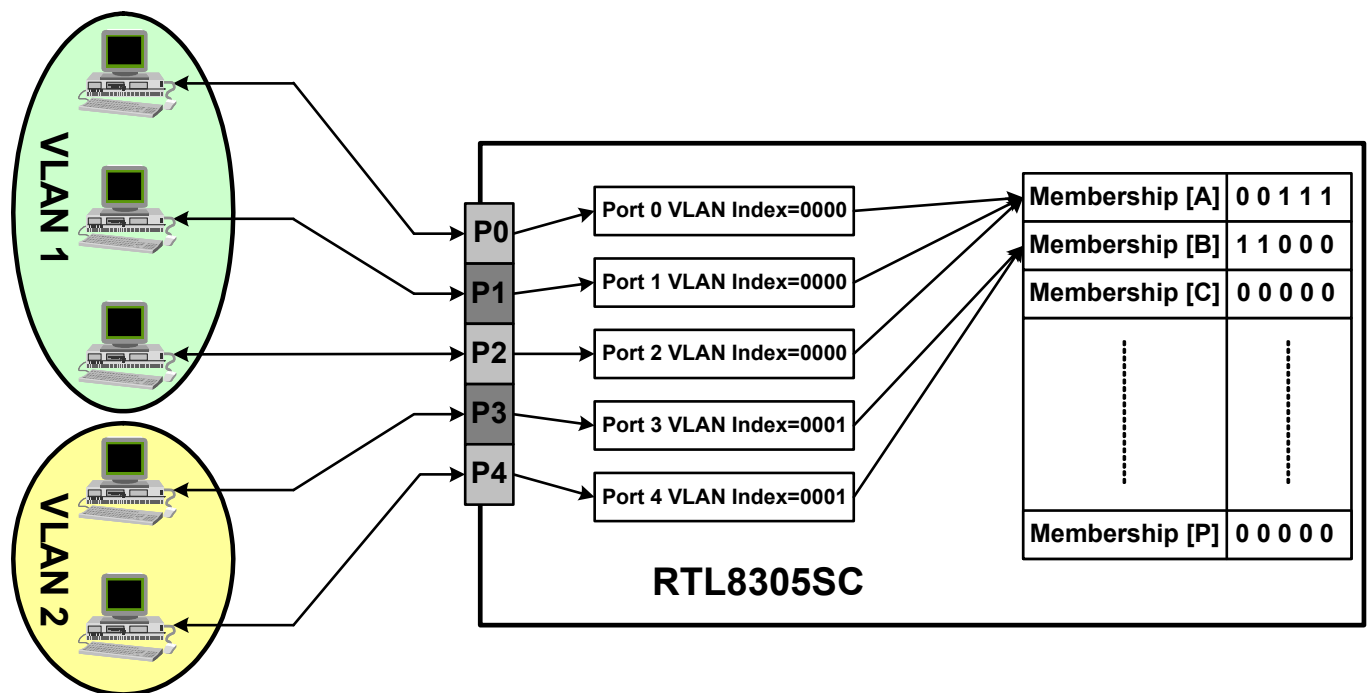 VLAN 1
VLAN 2
P0
P1
P2
P3
P4
Port 0 VLAN Index=0000
Port 1 VLAN Index=0000
Port 2 VLAN Index=0000
Port 3 VLAN Index=0001
Port 4 VLAN Index=0001
Membership [A] 0 0 1 1 1
Membership [B] 1 1 0 0 0
Membership [C] 0 0 0 0 0
Membership [P] 0 0 0 0 0
RTL8305SC